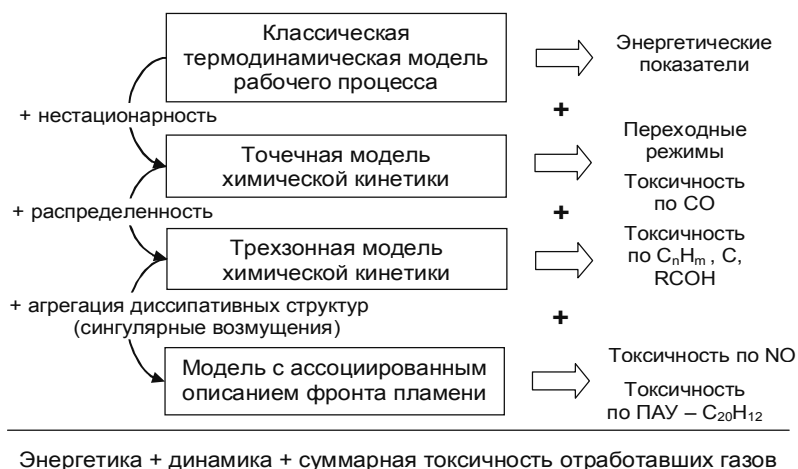 Классическая
термодинамическая модель
рабочего процесса
Энергетические
показатели
+
+ нестационарность
Точечная модель
химической кинетики
Переходные
режимы
Токсичность
по CO
+
+ распределенность
Трехзонная модель
химической кинетики
Токсичность
по CₙHₘ , C,
RCOH
+
+ агрегация диссипативных структур
(сингулярные возмущения)
Модель с ассоциированным
описанием фронта пламени
Токсичность по NO
Токсичность
по ПАУ – C₂₀H₁₂
Энергетика + динамика + суммарная токсичность отработавших газов